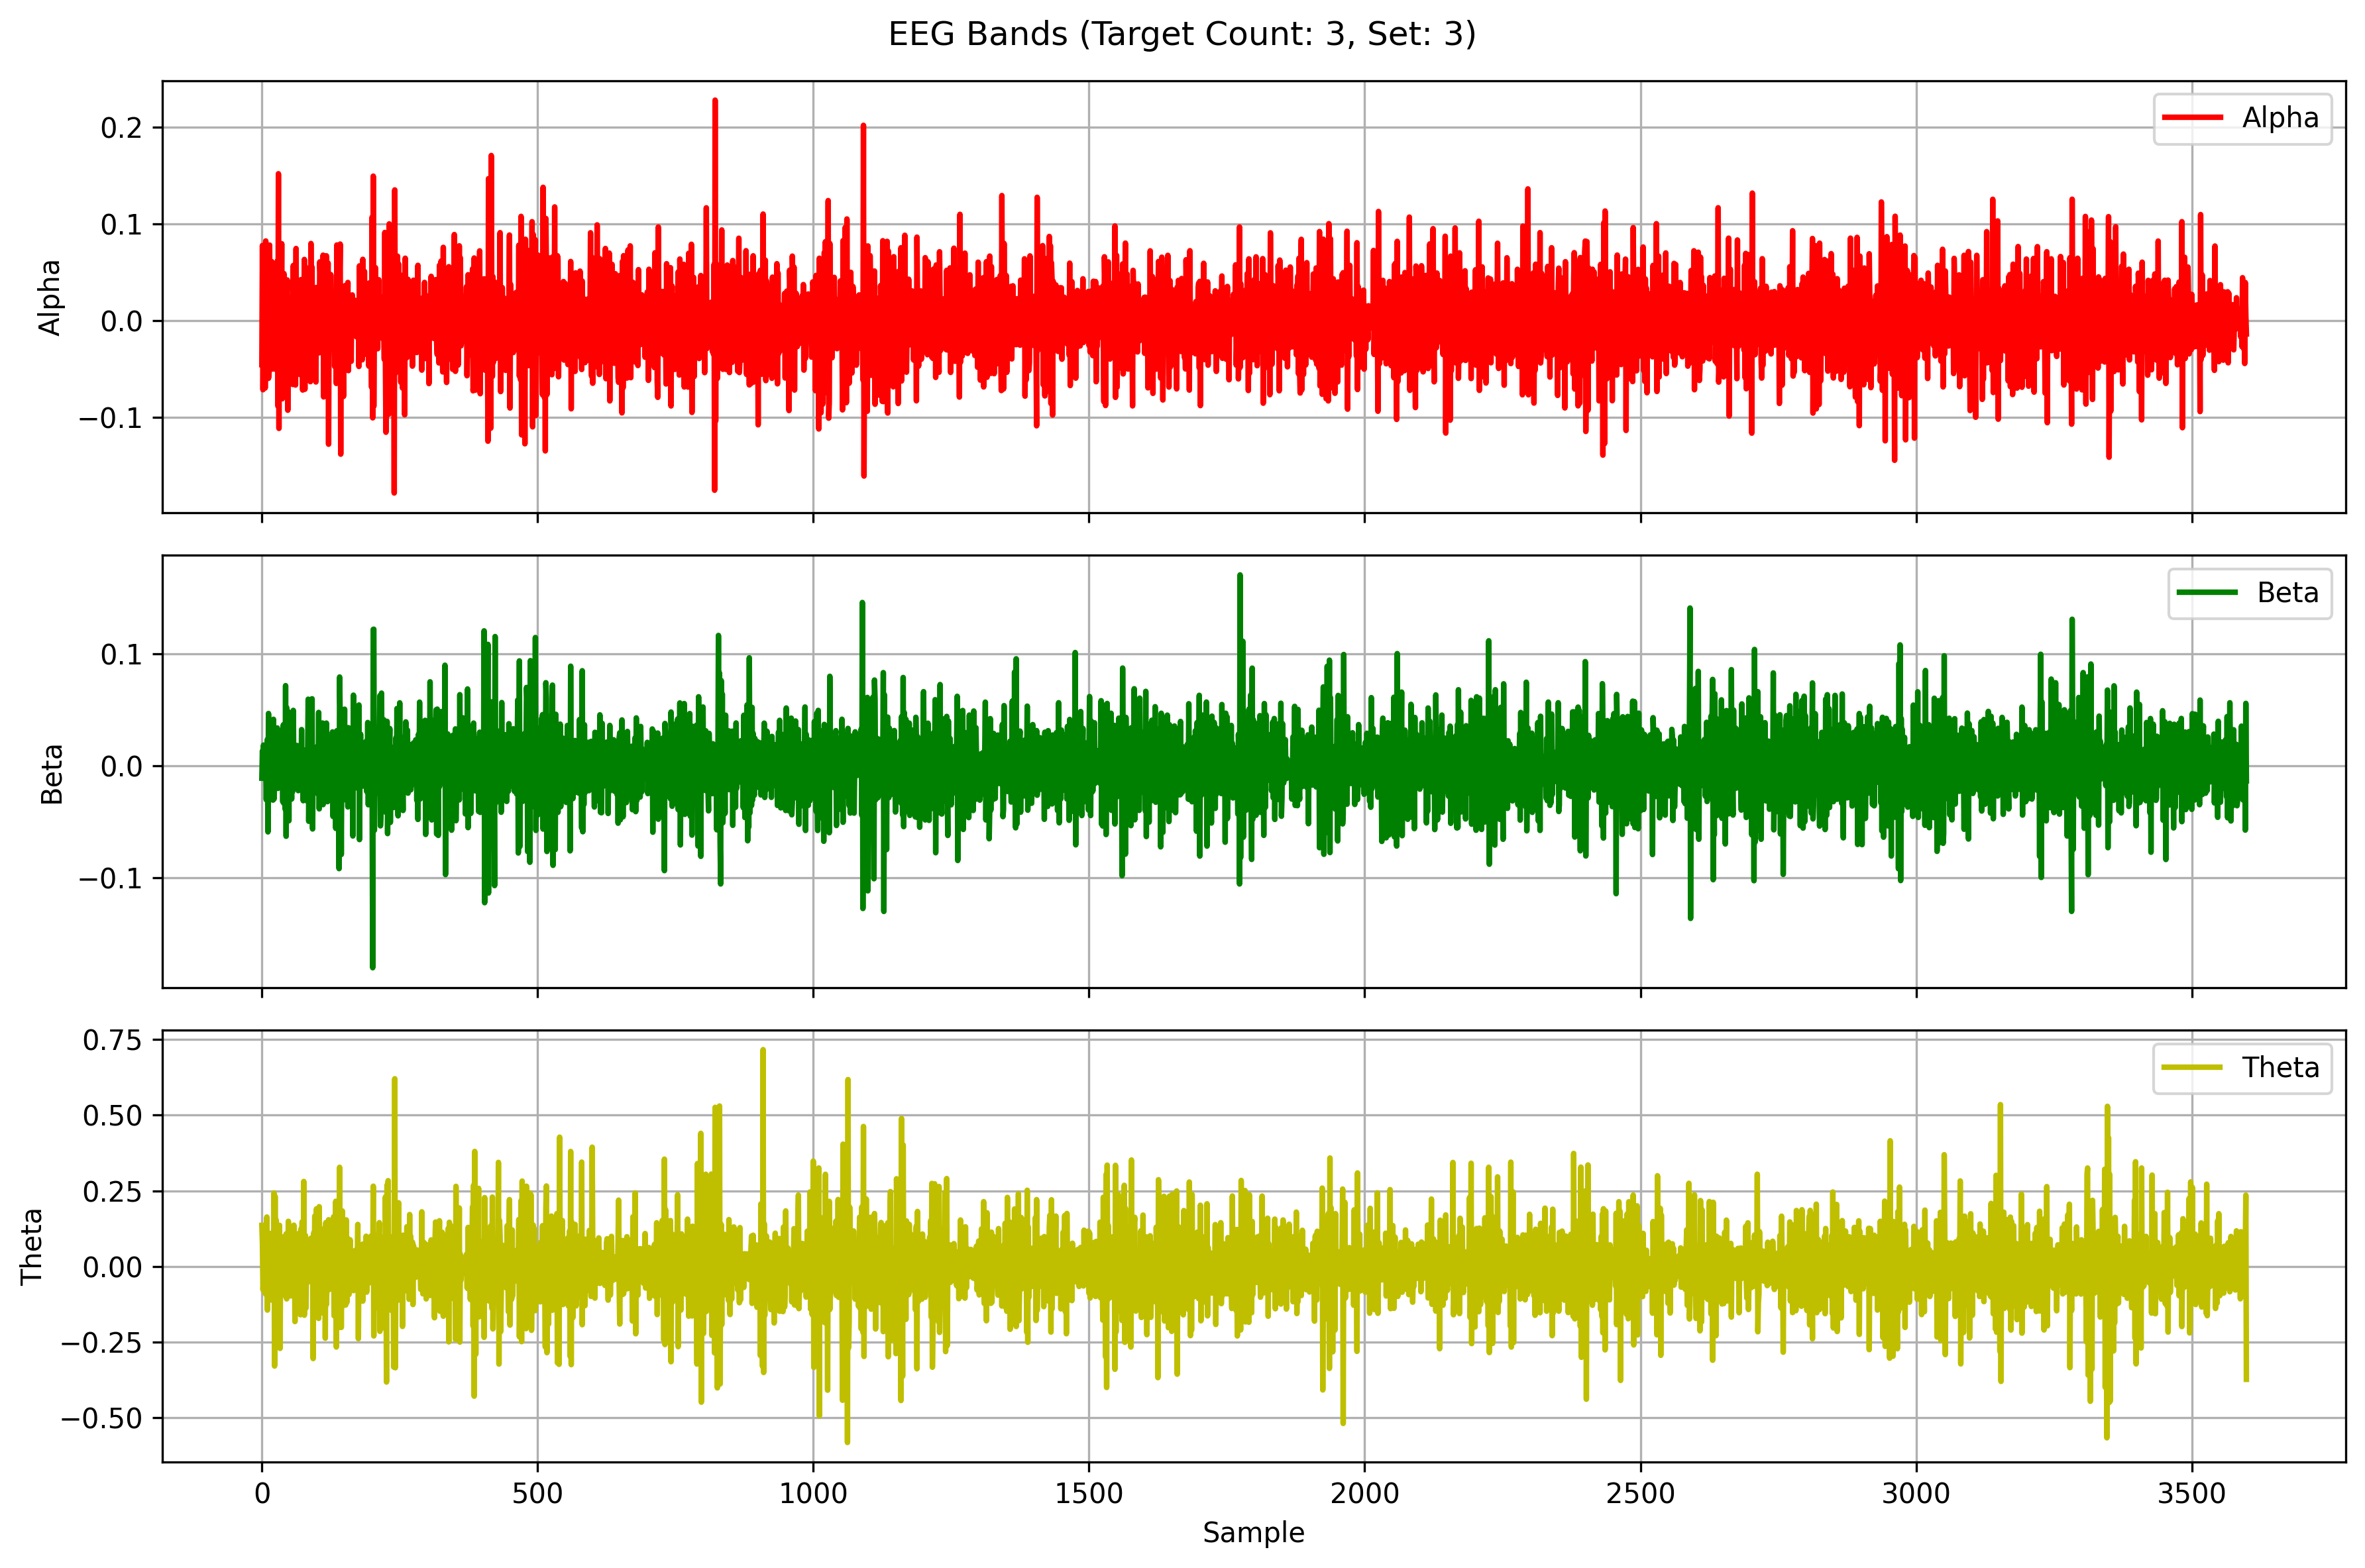 EEG Bands (Target Count: 3, Set: 3)
Alpha
0.2
0.1
0.0
−0.1
Alpha
Beta
0.1
0.0
−0.1
Beta
Theta
0.75
0.50
0.25
0.00
−0.25
−0.50
Theta
0 500 1000 1500 2000 2500 3000 3500
Sample